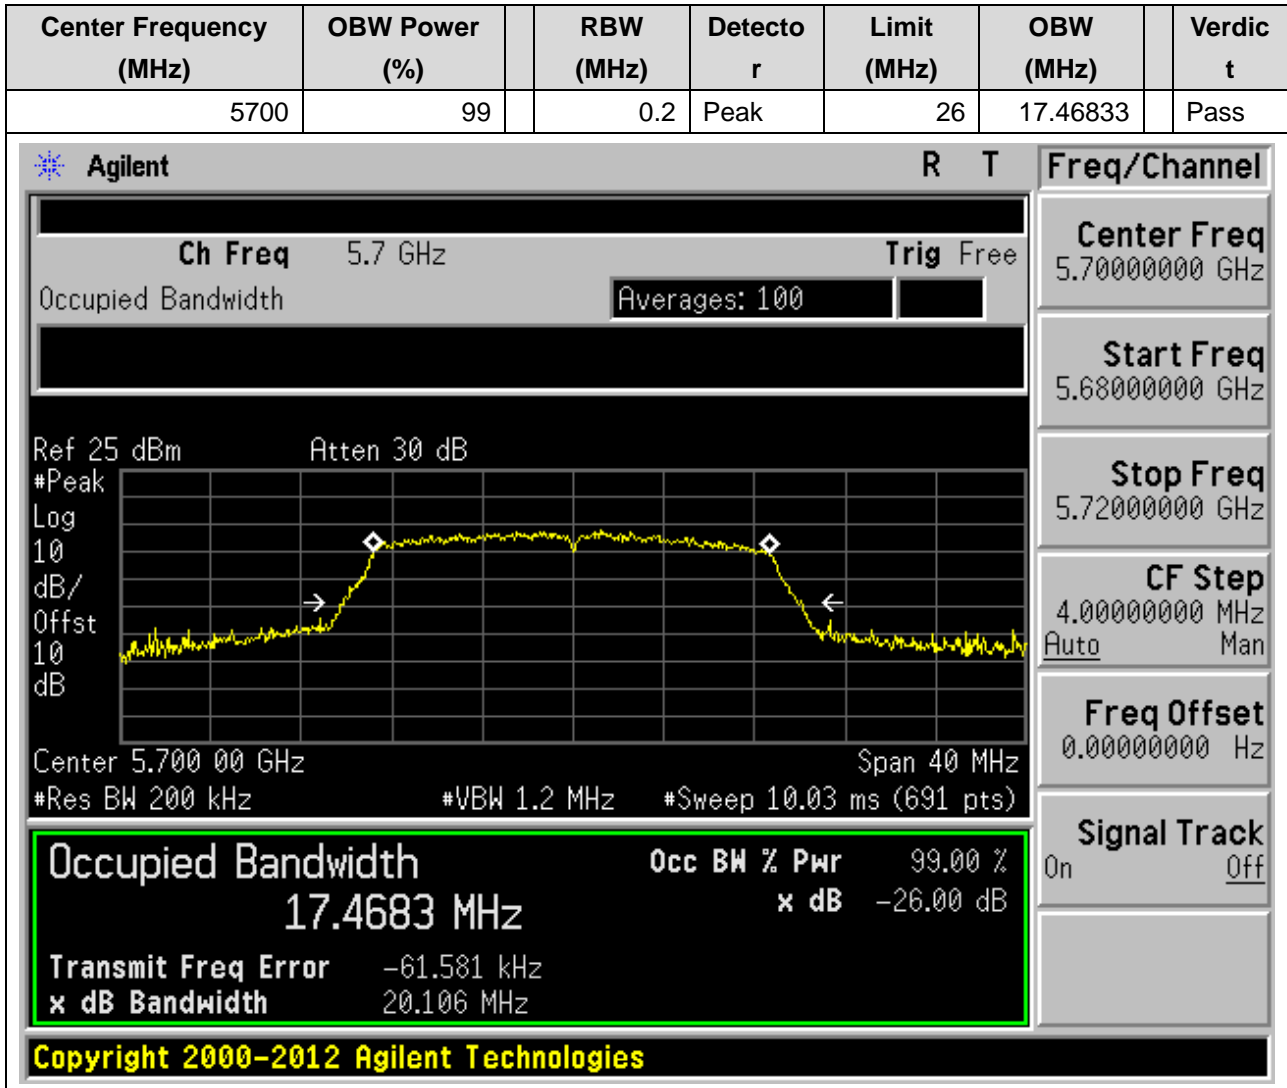 Center Frequency OBW Power RBW Detecto Limit OBW Verdic
(MHz) (%) (MHz) r (MHz) (MHz) t
5700 99 0.2 Peak 26 17.46833 Pass
Agilent R T Freq/Channel
Ch Freq 5.7 GHz Trig Free
Occupied Bandwidth Averages: 100
Center Freq
5.70000000 GHz
Start Freq
5.68000000 GHz
Stop Freq
5.72000000 GHz
CF Step
4.00000000 MHz
Auto Man
Freq Offset
0.00000000 Hz
Signal Track
On Off
Ref 25 dBm Atten 30 dB
#Peak
Log
10
dB/
Offst
10
dB
Center 5.700 00 GHz Span 40 MHz
#Res BW 200 kHz #VBW 1.2 MHz #Sweep 10.03 ms (691 pts)
Occupied Bandwidth Occ BW % Pwr 99.00 %
17.4683 MHz x dB -26.00 dB
Transmit Freq Error -61.581 kHz
x dB Bandwidth 20.106 MHz
Copyright 2000-2012 Agilent Technologies